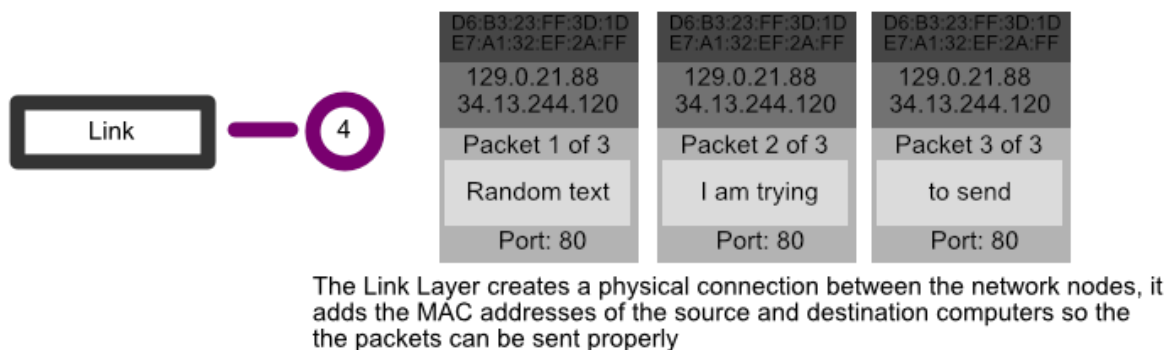 D6:B3:23:FF:3D:1D D6:B3:23:FF:3D:1D D6:B3:23:FF:3D:1D
E7:A1:32:EF:2A:FF E7:A1:32:EF:2A:FF E7:A1:32:EF:2A:FF
129.0.21.88 129.0.21.88 129.0.21.88
34.13.244.120 34.13.244.120 34.13.244.120
Link 4 Packet 1 of 3 Packet 2 of 3 Packet 3 of 3
Random text I am trying to send
Port: 80 Port: 80 Port: 80
The Link Layer creates a physical connection between the network nodes, it
adds the MAC addresses of the source and destination computers so the
the packets can be sent properly